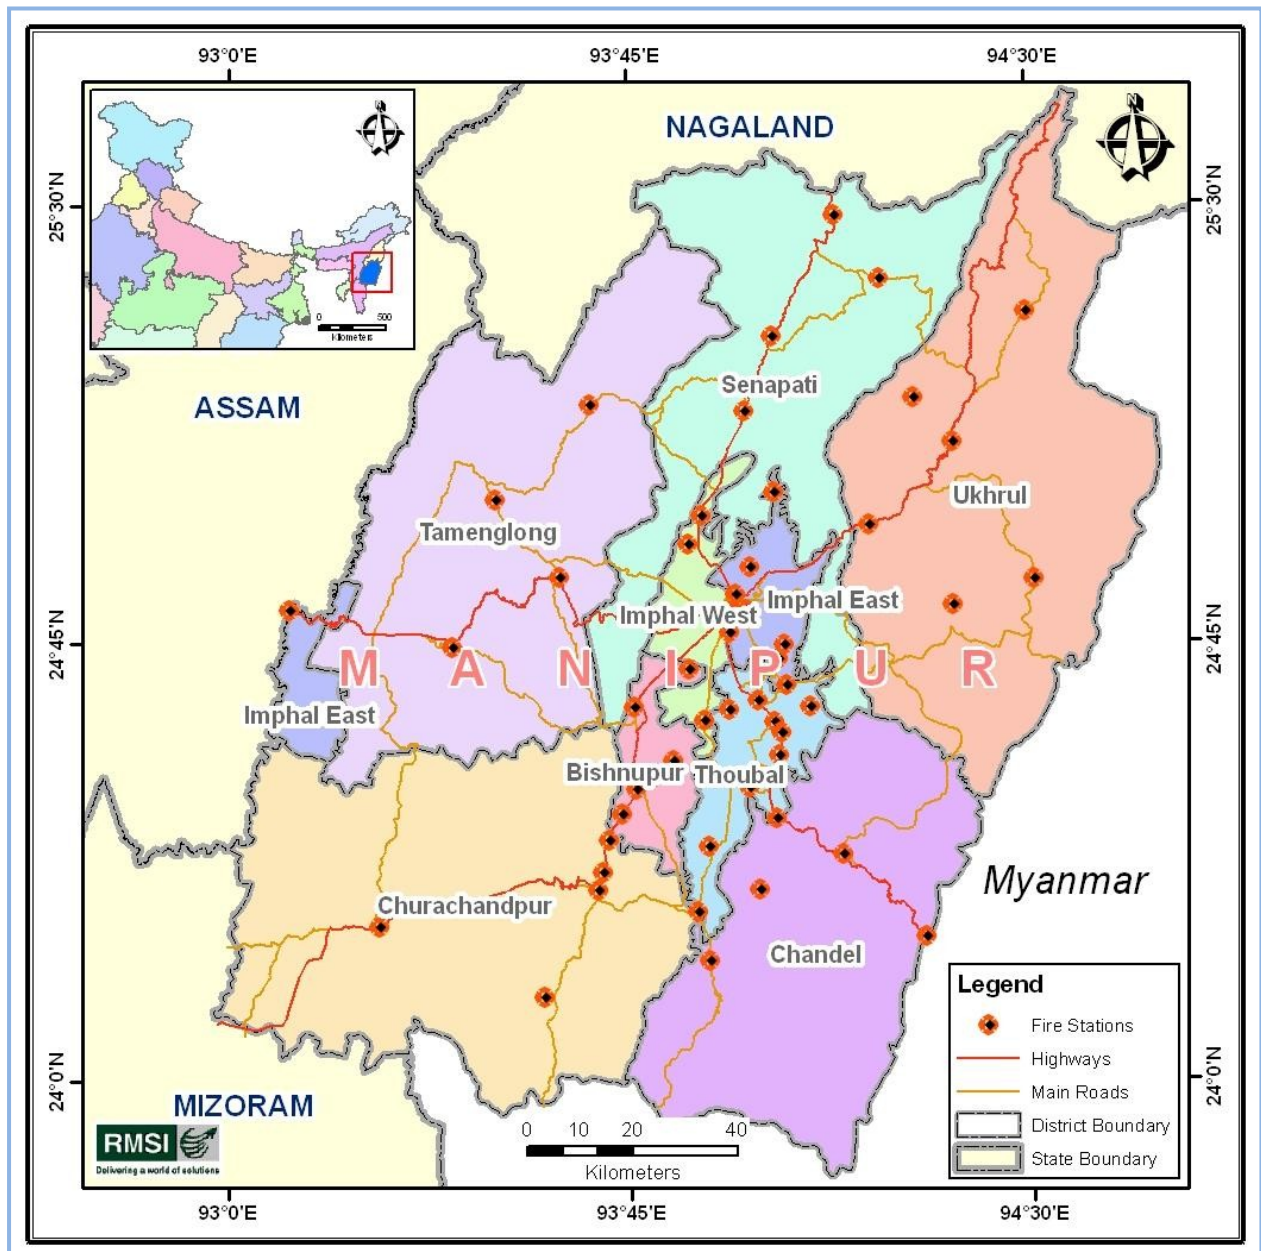 93°0'E
93°45'E
94°30'E
N
N
NAGALAND
25°30'N
25°30'N
0
500
Kilometers
ASSAM
Senapati
Ukhrul
Tamenglong
Imphal West
Imphal East
24°45'N
24°45'N
M A N I P U R
Imphal East
Bishnupur
Thoubal
Myanmar
Churachandpur
Chandel
Legend
Fire Stations
Highways
Main Roads
District Boundary
State Boundary
24°0'N
24°0'N
MIZORAM
RMSI
Delivering a world of solutions
0 10 20 40
Kilometers
93°0'E
93°45'E
94°30'E